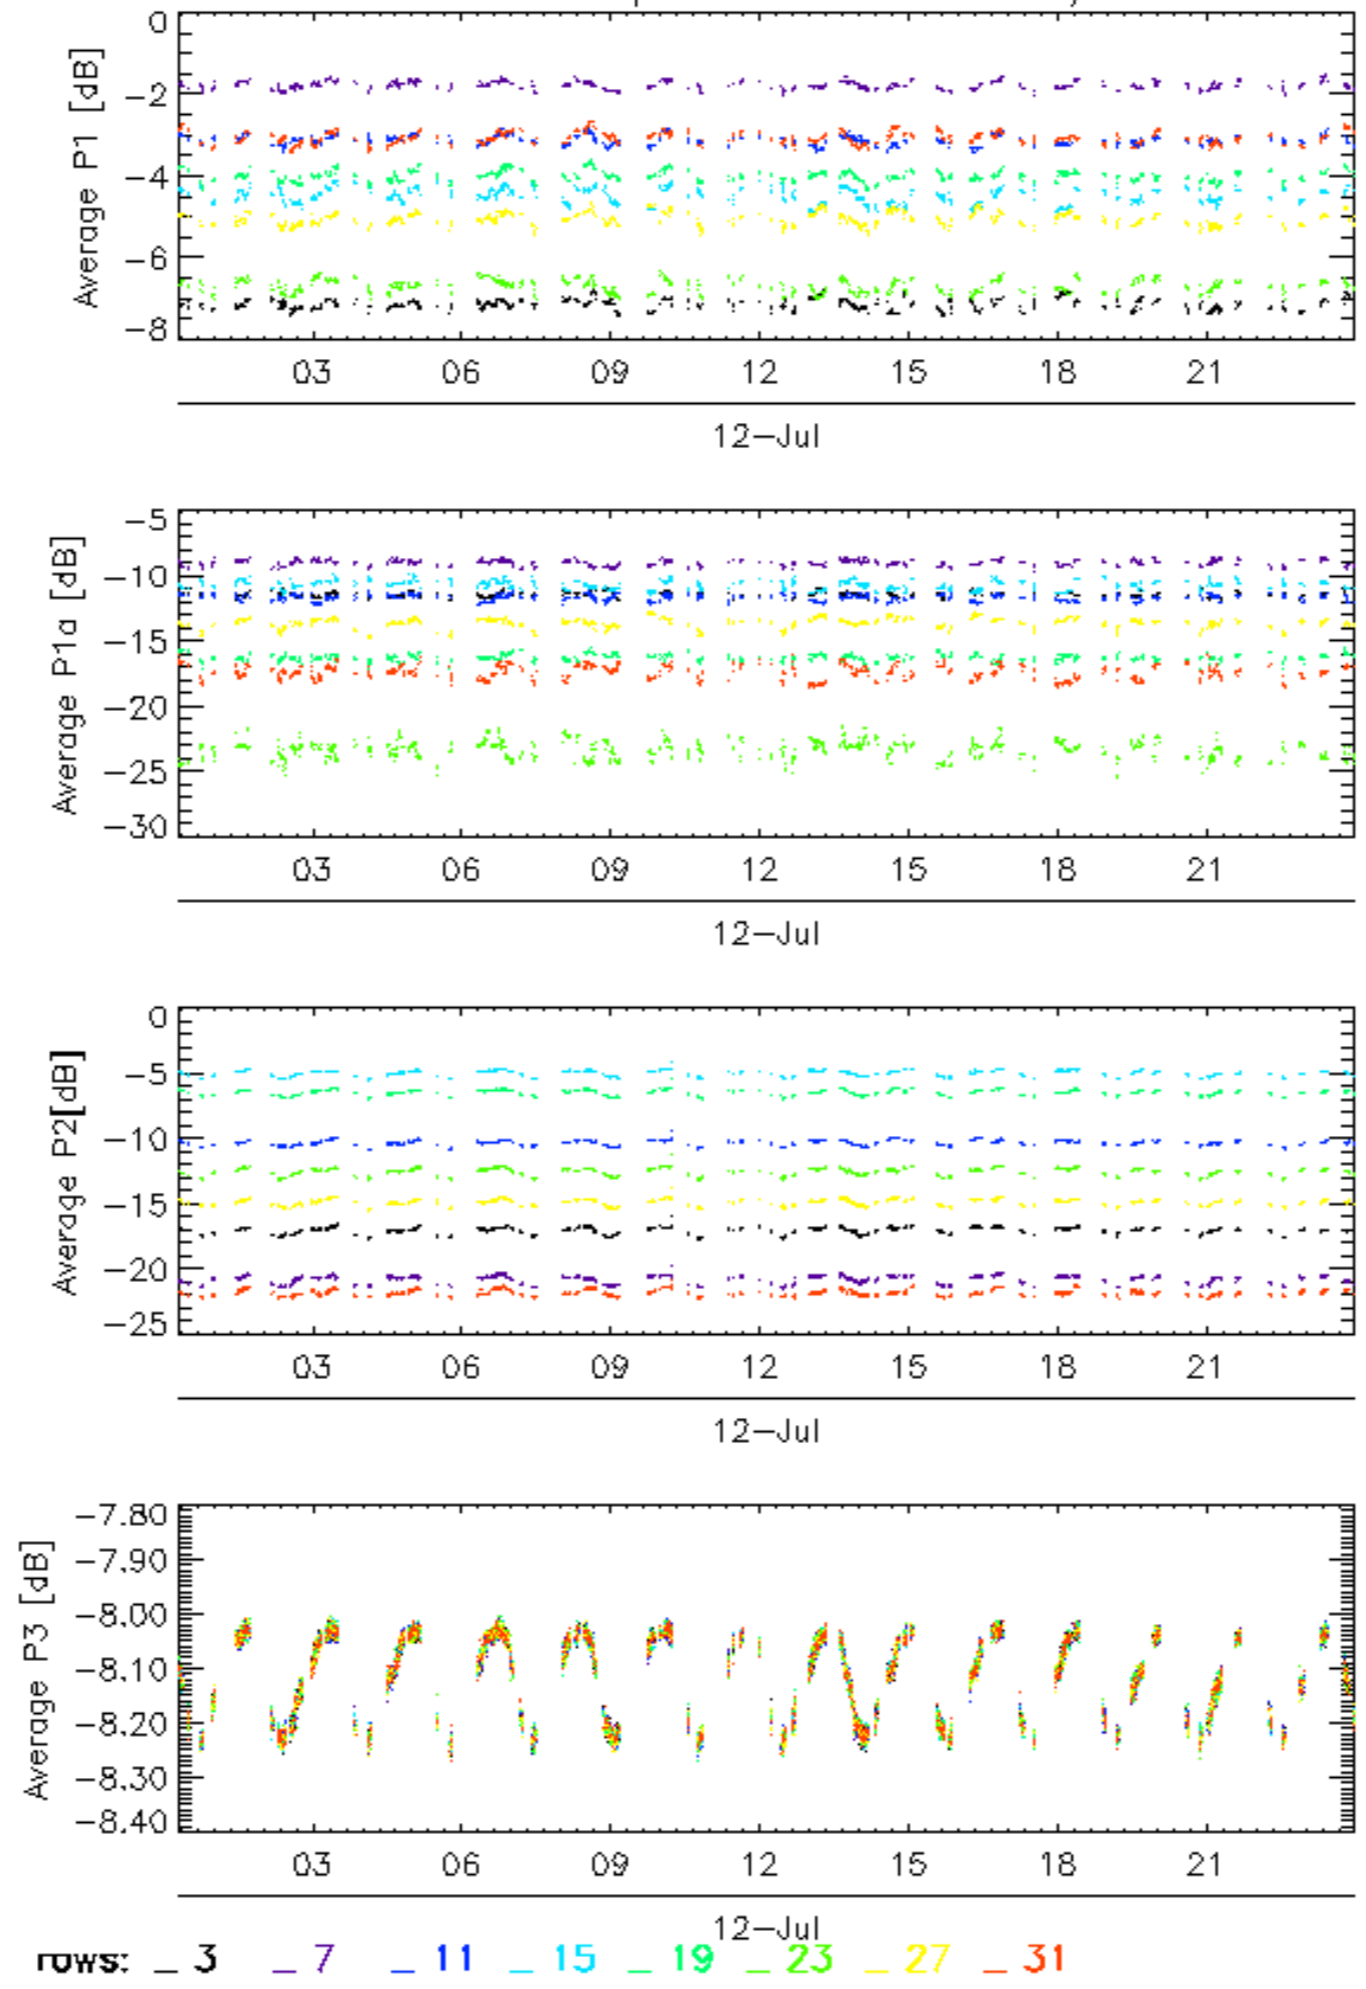 0
−2
−4
−6
−8
Average P1 [dB]
03 06 09 12 15 18 21
12−Jul
−5
−10
−15
−20
−25
−30
Average P1a [dB]
03 06 09 12 15 18 21
12−Jul
0
−5
−10
−15
−20
−25
Average P2[dB]
03 06 09 12 15 18 21
12−Jul
−7.80
−7.90
−8.00
−8.10
−8.20
−8.30
−8.40
Average P3 [dB]
03 06 09 12 15 18 21
12−Jul
rows: _ 3 _ 7 _ 11 _ 15 _ 19 _ 23 _ 27 _ 31